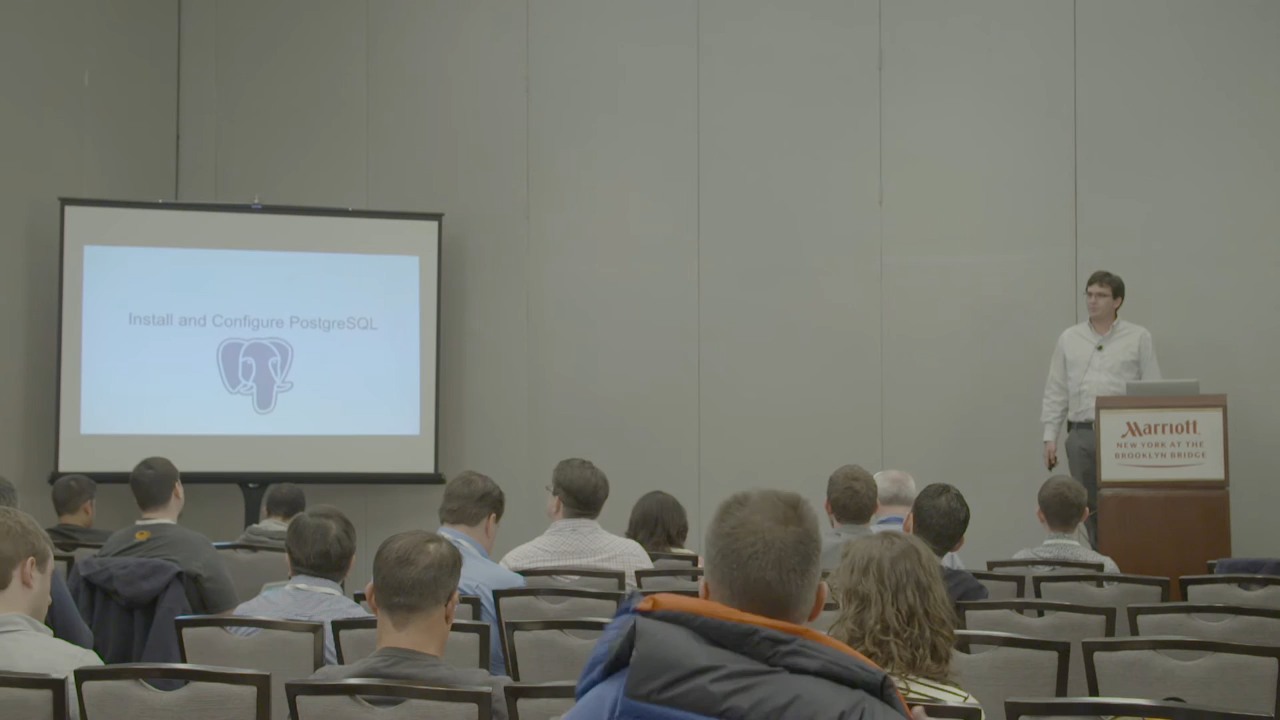 Install and Configure PostgreSQL
Marriott
NEW YORK AT THE
BROOKLYN BRIDGE